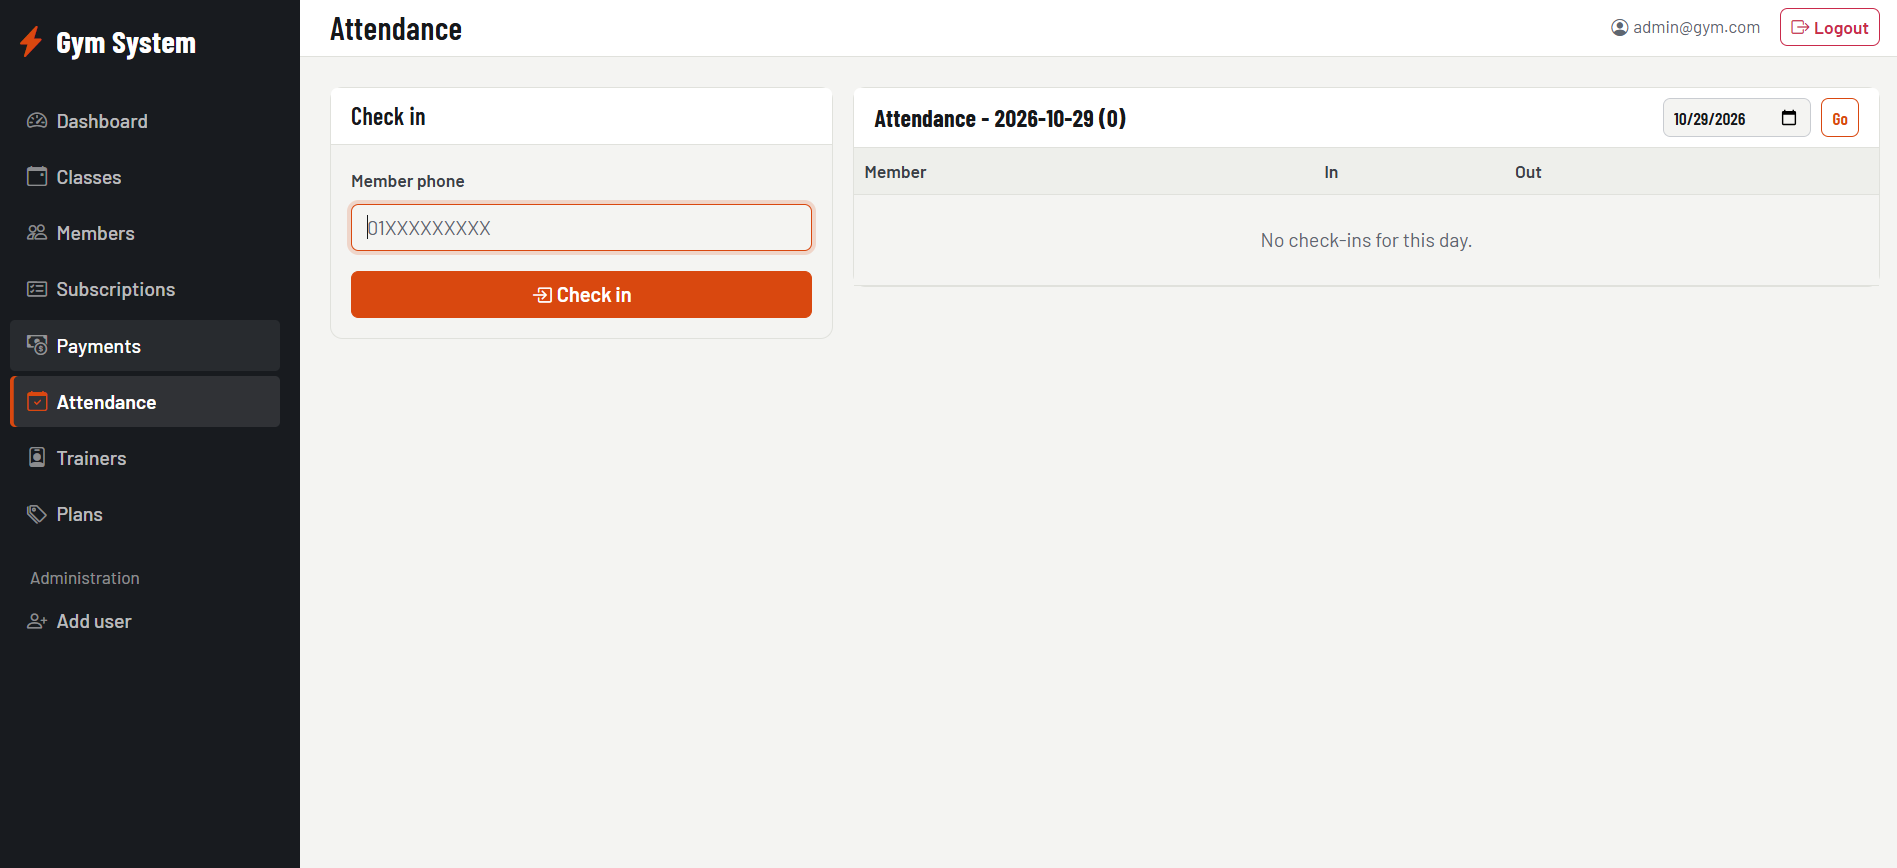 Gym System
Dashboard
Classes
Members
Subscriptions
Payments
Attendance
Trainers
Plans
Administration
Add user
Attendance
admin@gym.com
Logout
Check in
Member phone
01XXXXXXXXX
Check in
Attendance - 2026-10-29 (0)
10/29/2026
Go
Member In Out
No check-ins for this day.